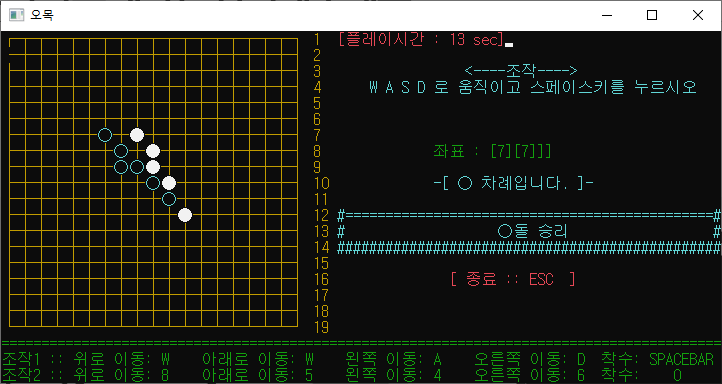 오목
1 [플레이시간 : 13 sec]
2
3 <----조작---->
4 W A S D 로 움직이고 스페이스키를 누르시오
5
6
7
8 좌표 : [7][7]]]
9
10 -[ ○ 차례입니다. ]-
11
12 #==============================================#
13 # ○돌 승리 #
14 ################################################
15
16 [ 종료 :: ESC ]
17
18
19
==========================================================================================
조작1 :: 위로 이동: W 아래로 이동: W 왼쪽 이동: A 오른쪽 이동: D 착수: SPACEBAR
조작2 :: 위로 이동: 8 아래로 이동: 5 왼쪽 이동: 4 오른쪽 이동: 6 착수: 0